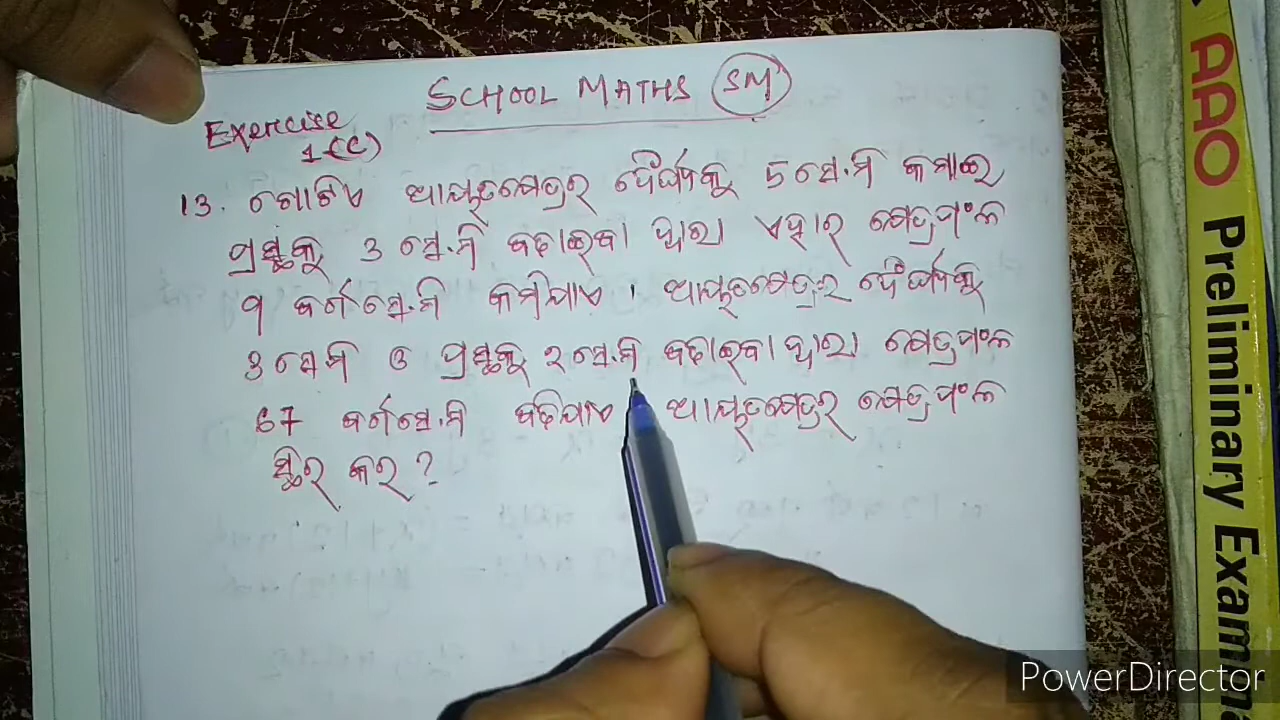 SCHOOL MATHS SM
Exercise
1(C)
13. ଗୋଟିଏ ଆୟତକ୍ଷେତ୍ରର ଦୈର୍ଘ୍ୟକୁ 5 ସେ.ମି କମାଇ
ପ୍ରସ୍ଥକୁ 3 ସେ.ମି ବଢାଇବା ଦ୍ୱାରା ଏହାର କ୍ଷେତ୍ରଫଳ
9 ବର୍ଗ ସେ.ମି କମିଯାଏ । ଆୟତକ୍ଷେତ୍ରର ଦୈର୍ଘ୍ୟକୁ
3 ସେମି ଓ ପ୍ରସ୍ଥକୁ 2 ସେ.ମି ବଢାଇବା ଦ୍ୱାରା କ୍ଷେତ୍ରଫଳ
67 ବର୍ଗସେ.ମି ବଢିଯାଏ ଆୟତକ୍ଷେତ୍ରର କ୍ଷେତ୍ରଫଳ
ସ୍ଥିର କର ?
AAO
Preliminary Exam
PowerDirector